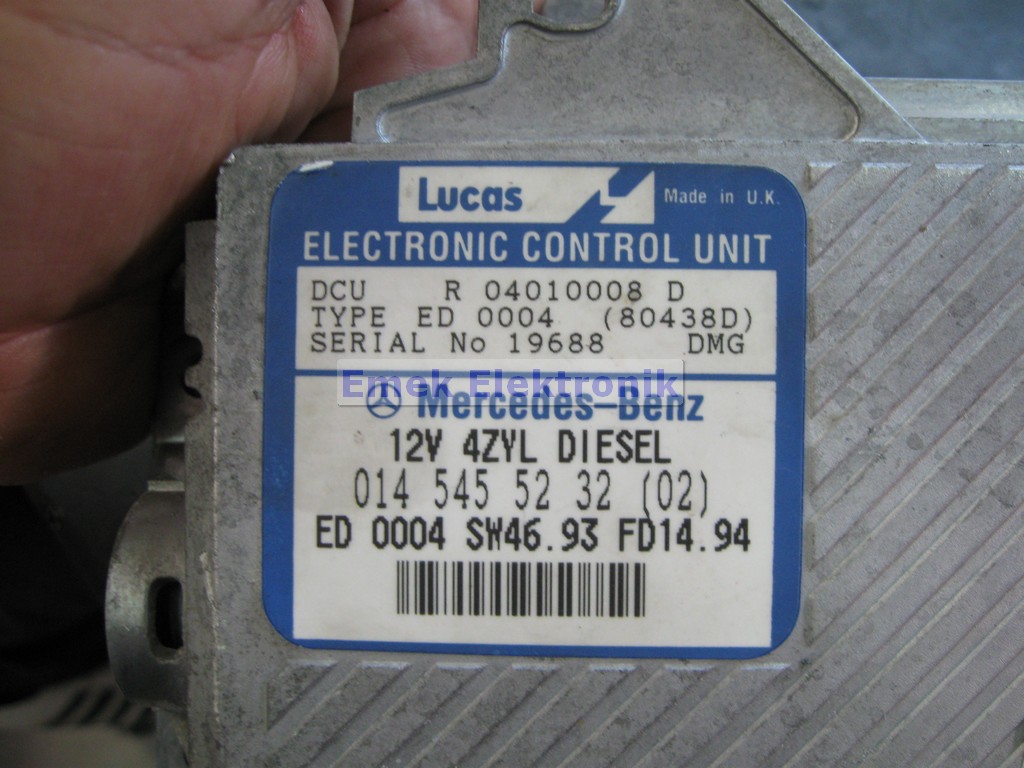 Lucas
Made in U.K.
ELECTRONIC CONTROL UNIT
DCU R 04010008 D
TYPE ED 0004 (80438D)
SERIAL No 19688 DMG
Emek Elektronik
Mercedes-Benz
12V 4ZYL DIESEL
014 545 52 32 (02)
ED 0004 SW46.93 FD14.94